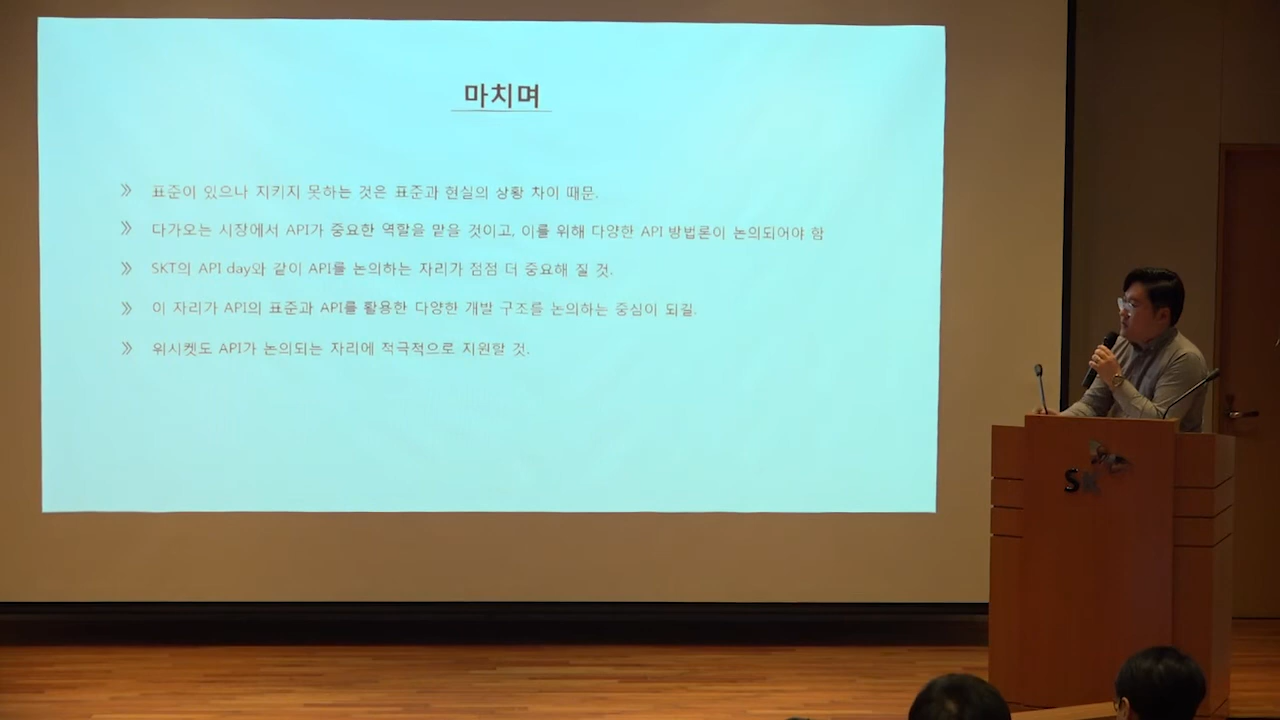 마치며
표준이 있으나 지키지 못하는 것은 표준과 현실의 상황 차이 때문.
다가오는 시장에서 API가 중요한 역할을 맡을 것이고, 이를 위해 다양한 API 방법론이 논의되어야 함
SKT의 API day와 같이 API를 논의하는 자리가 점점 더 중요해 질 것.
이 자리가 API의 표준과 API를 활용한 다양한 개발 구조를 논의하는 중심이 되길.
위시켓도 API가 논의되는 자리에 적극적으로 지원할 것.
SK